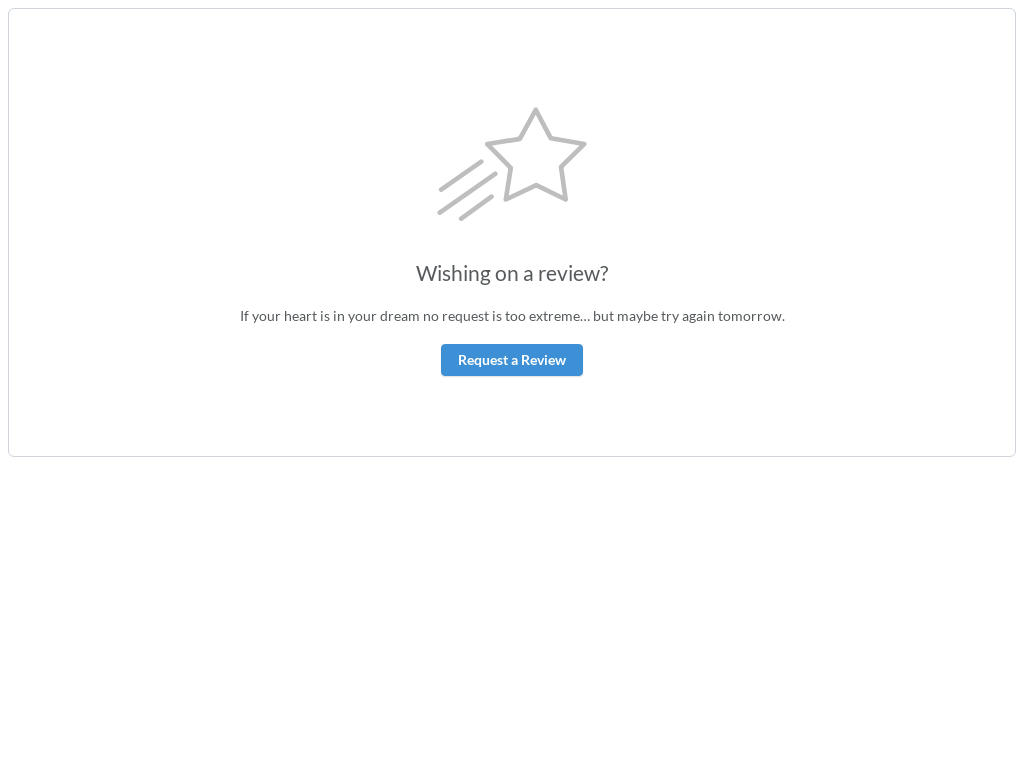 Wishing on a review?
If your heart is in your dream no request is too extreme... but maybe try again tomorrow.
Request a Review